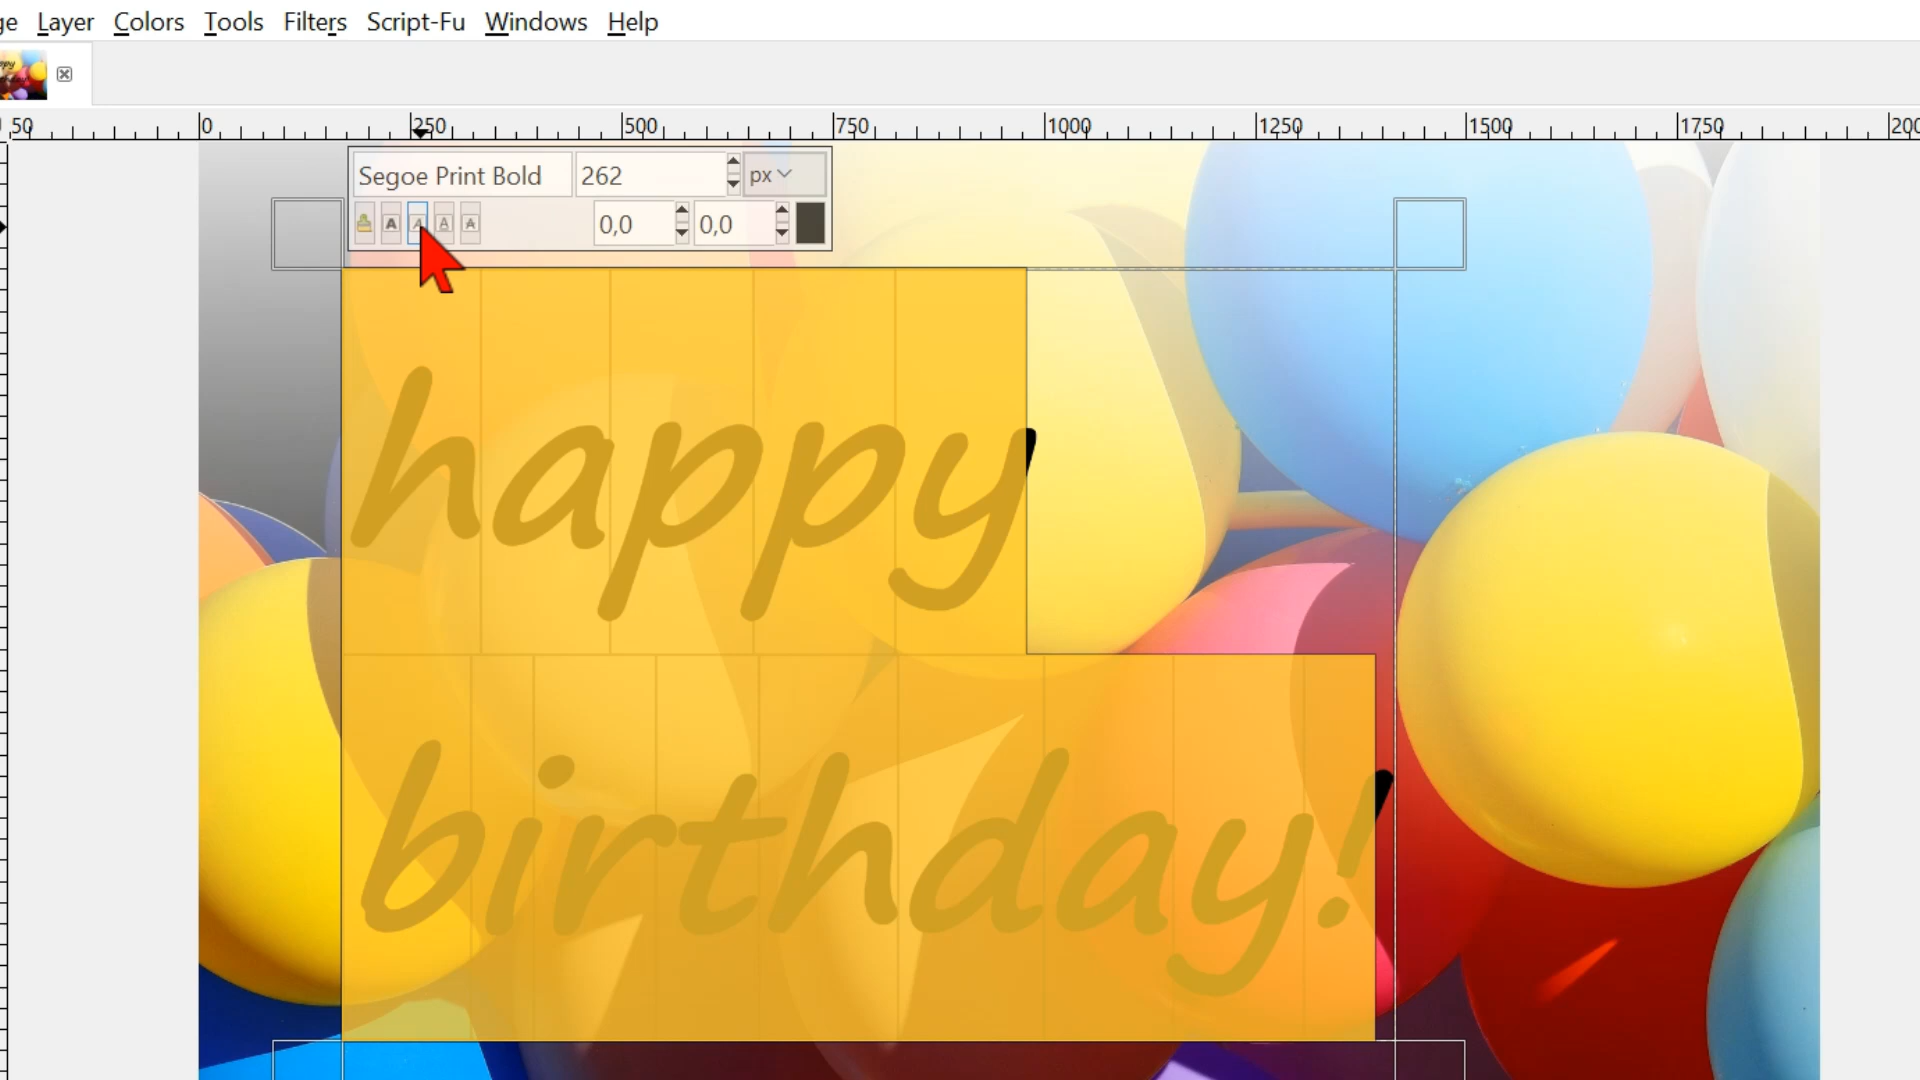 ge Layer Colors Tools Filters Script-Fu Windows Help
50 0 250 500 750 1000 1250 1500 1750 200
Segoe Print Bold 262 px
A A A A 0,0 0,0
happy
birthday!